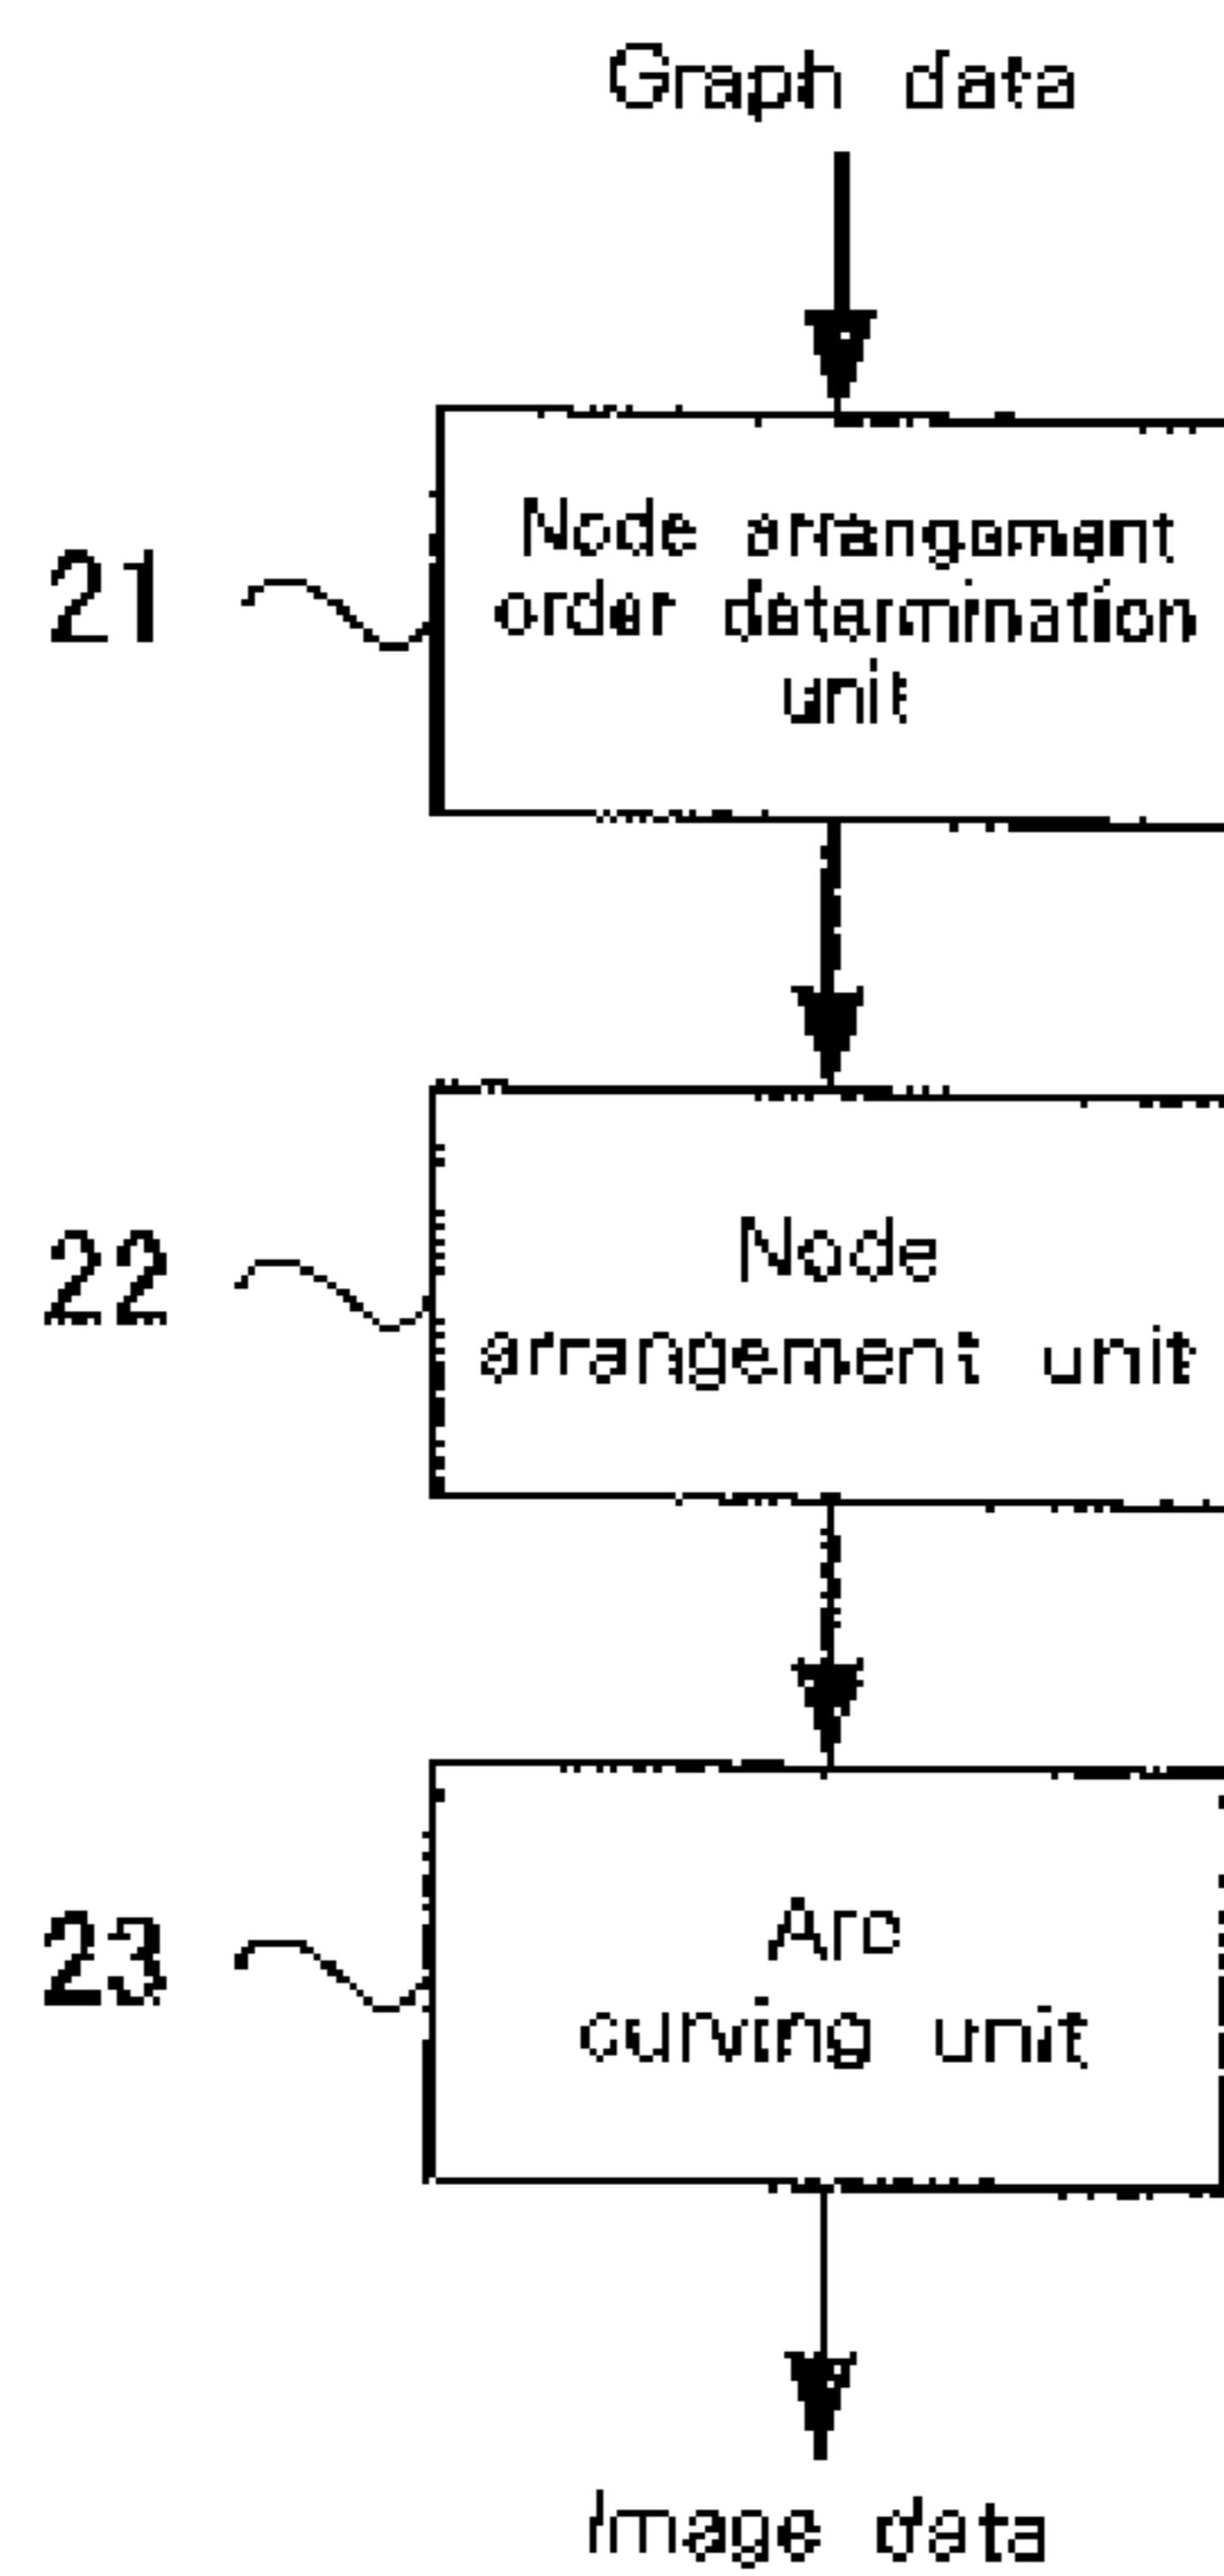 Graph data
21
Node arrangement
order determination
unit
22
Node
arrangement unit
23
Arc
curving unit
Image data